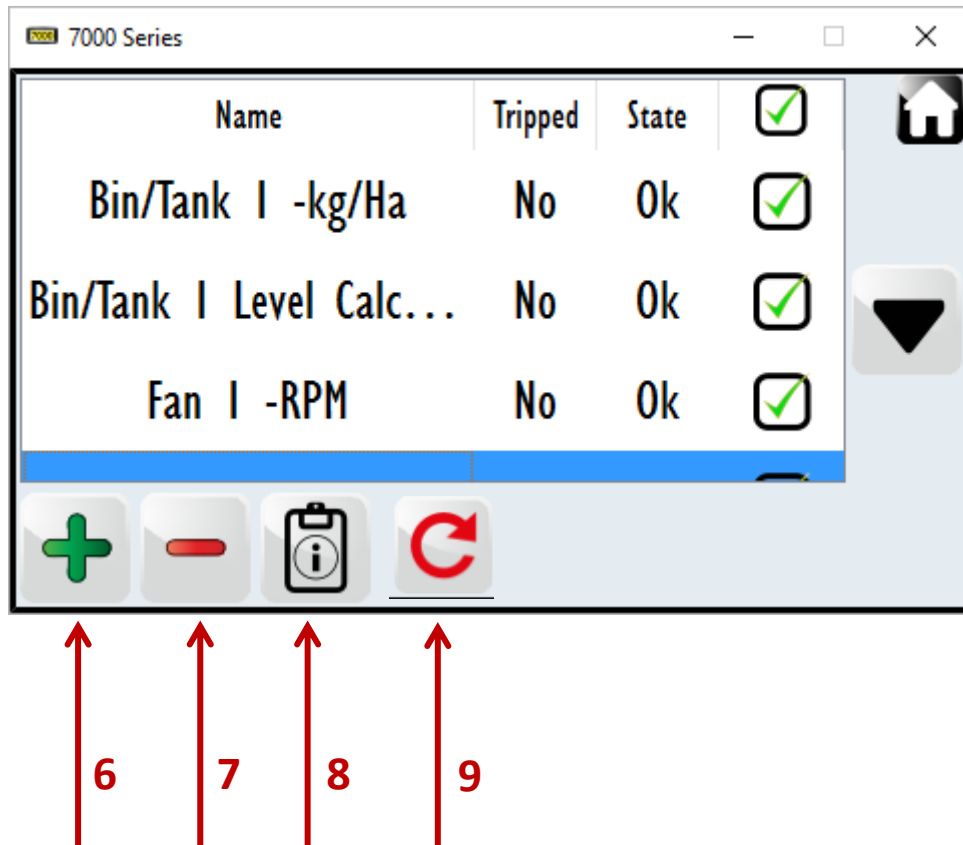 7000 7000 Series
Name Tripped State
Bin/Tank 1 -kg/Ha No Ok
Bin/Tank 1 Level Calc... No Ok
Fan 1 -RPM No Ok
i
6 7 8 9